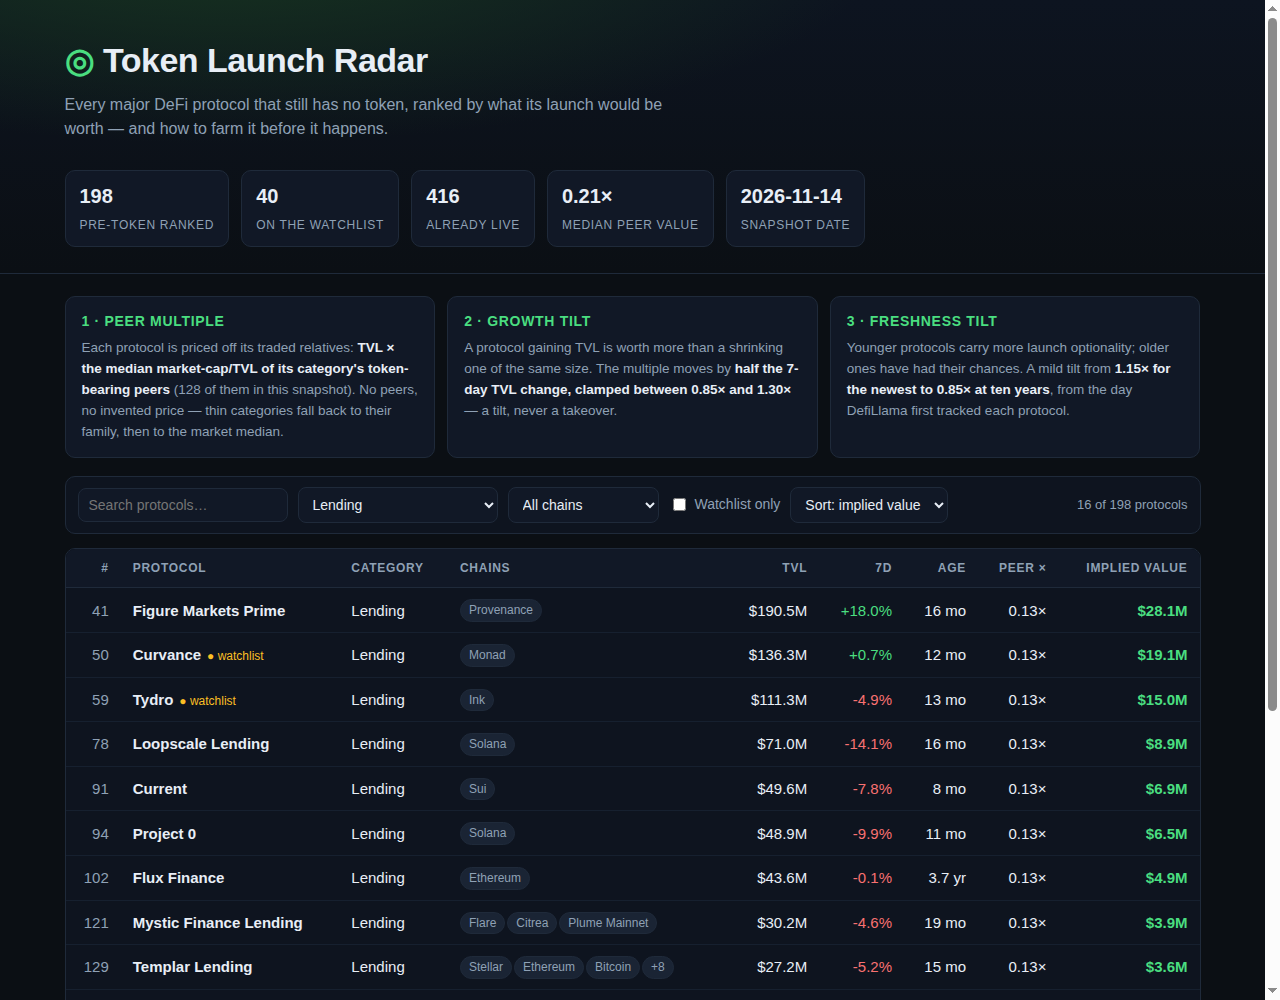 ◎ Token Launch Radar
Every major DeFi protocol that still has no token, ranked by what its launch would be
worth — and how to farm it before it happens.
198
PRE-TOKEN RANKED
40
ON THE WATCHLIST
416
ALREADY LIVE
0.21×
MEDIAN PEER VALUE
2026-11-14
SNAPSHOT DATE
1 · PEER MULTIPLE
Each protocol is priced off its traded relatives: TVL ×
the median market-cap/TVL of its category's token-
bearing peers (128 of them in this snapshot). No peers,
no invented price — thin categories fall back to their
family, then to the market median.
2 · GROWTH TILT
A protocol gaining TVL is worth more than a shrinking
one of the same size. The multiple moves by half the 7-
day TVL change, clamped between 0.85× and 1.30×
— a tilt, never a takeover.
3 · FRESHNESS TILT
Younger protocols carry more launch optionality; older
ones have had their chances. A mild tilt from 1.15× for
the newest to 0.85× at ten years, from the day
DefiLlama first tracked each protocol.
Search protocols… Lending All chains Watchlist only Sort: implied value 16 of 198 protocols
# PROTOCOL CATEGORY CHAINS TVL 7D AGE PEER × IMPLIED VALUE
41 Figure Markets Prime Lending Provenance $190.5M +18.0% 16 mo 0.13× $28.1M
50 Curvance ● watchlist Lending Monad $136.3M +0.7% 12 mo 0.13× $19.1M
59 Tydro ● watchlist Lending Ink $111.3M -4.9% 13 mo 0.13× $15.0M
78 Loopscale Lending Lending Solana $71.0M -14.1% 16 mo 0.13× $8.9M
91 Current Lending Sui $49.6M -7.8% 8 mo 0.13× $6.9M
94 Project 0 Lending Solana $48.9M -9.9% 11 mo 0.13× $6.5M
102 Flux Finance Lending Ethereum $43.6M -0.1% 3.7 yr 0.13× $4.9M
121 Mystic Finance Lending Lending Flare Citrea Plume Mainnet $30.2M -4.6% 19 mo 0.13× $3.9M
129 Templar Lending Lending Stellar Ethereum Bitcoin +8 $27.2M -5.2% 15 mo 0.13× $3.6M